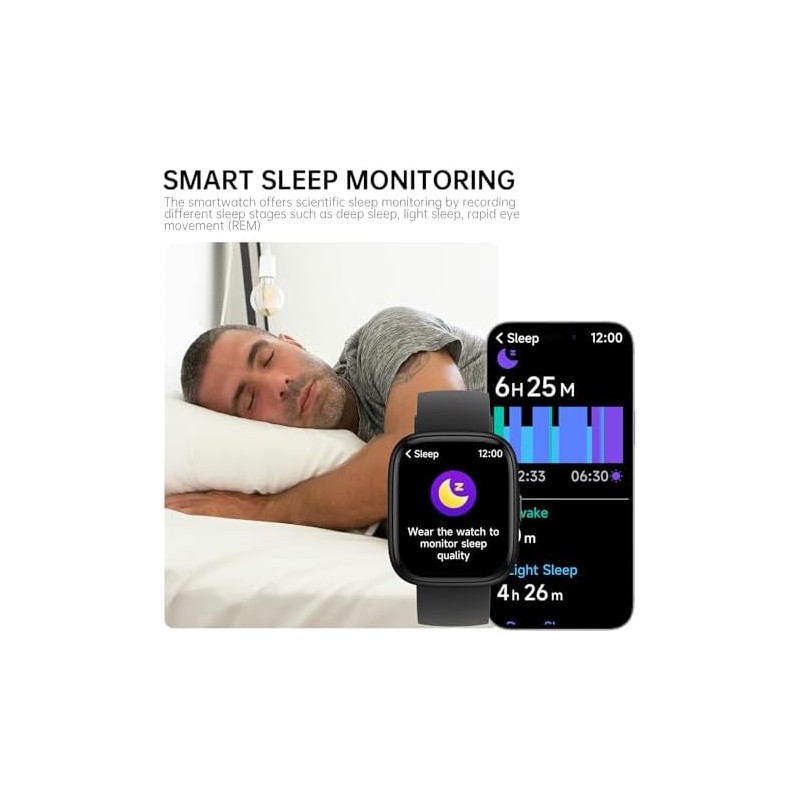 SMART SLEEP MONITORING
The smartwatch offers scientific sleep monitoring by recording
different sleep stages such as deep sleep, light sleep, rapid eye
movement (REM)
Sleep 12:00
6H25M
2:33 06:30
wake
m
Light Sleep
4h 26m
Sleep 12:00
Wear the watch to
monitor sleep
quality